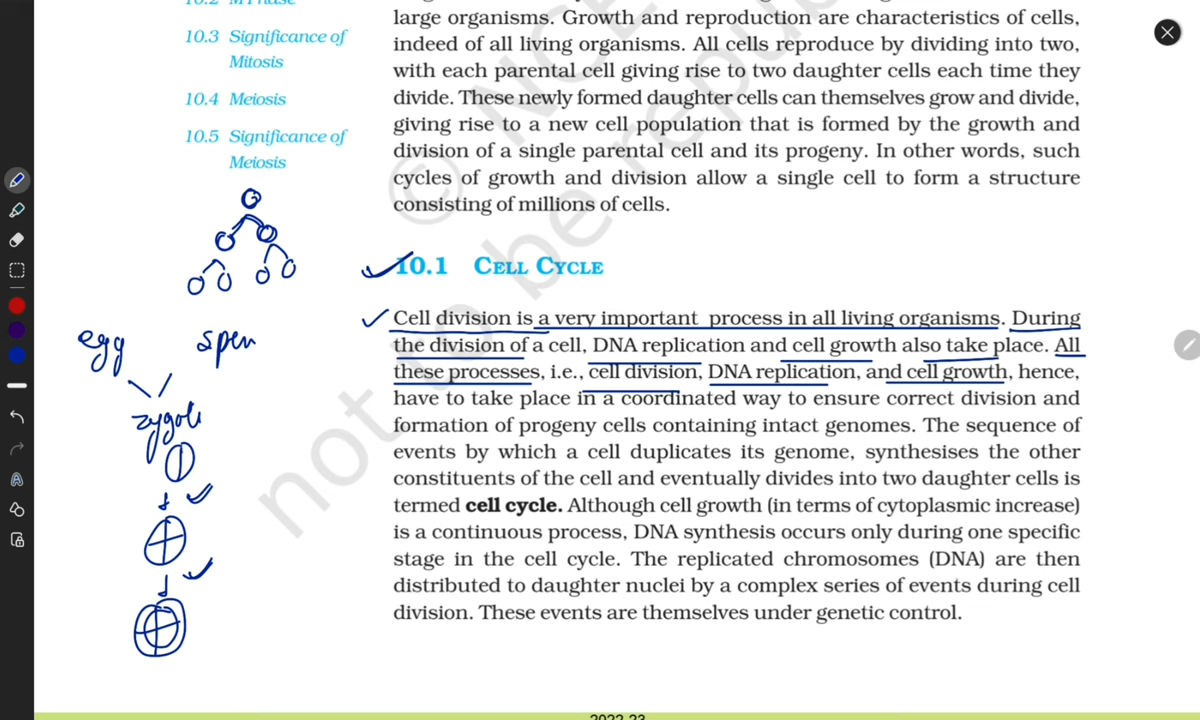 10.2 M Phase
10.3 Significance of
Mitosis
10.4 Meiosis
10.5 Significance of
Meiosis
large organisms. Growth and reproduction are characteristics of cells,
indeed of all living organisms. All cells reproduce by dividing into two,
with each parental cell giving rise to two daughter cells each time they
divide. These newly formed daughter cells can themselves grow and divide,
giving rise to a new cell population that is formed by the growth and
division of a single parental cell and its progeny. In other words, such
cycles of growth and division allow a single cell to form a structure
consisting of millions of cells.
10.1 CELL CYCLE
Cell division is a very important process in all living organisms. During
the division of a cell, DNA replication and cell growth also take place. All
these processes, i.e., cell division, DNA replication, and cell growth, hence,
have to take place in a coordinated way to ensure correct division and
formation of progeny cells containing intact genomes. The sequence of
events by which a cell duplicates its genome, synthesises the other
constituents of the cell and eventually divides into two daughter cells is
termed cell cycle. Although cell growth (in terms of cytoplasmic increase)
is a continuous process, DNA synthesis occurs only during one specific
stage in the cell cycle. The replicated chromosomes (DNA) are then
distributed to daughter nuclei by a complex series of events during cell
division. These events are themselves under genetic control.
egg
© NCE
not to be republ
2022-23